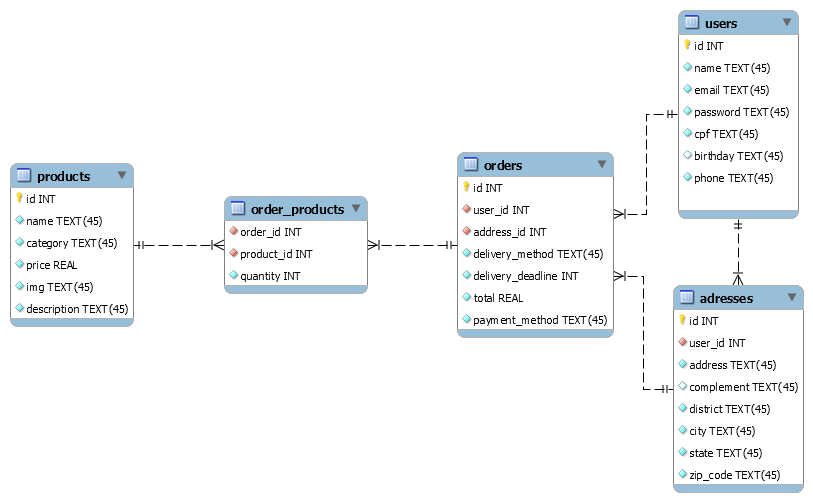 users
id INT
name TEXT(45)
email TEXT(45)
password TEXT(45)
cpf TEXT(45)
birthday TEXT(45)
phone TEXT(45)
products
id INT
name TEXT(45)
category TEXT(45)
price REAL
img TEXT(45)
description TEXT(45)
order_products
order_id INT
product_id INT
quantity INT
orders
id INT
user_id INT
address_id INT
delivery_method TEXT(45)
delivery_deadline INT
total REAL
payment_method TEXT(45)
adresses
id INT
user_id INT
address TEXT(45)
complement TEXT(45)
district TEXT(45)
city TEXT(45)
state TEXT(45)
zip_code TEXT(45)